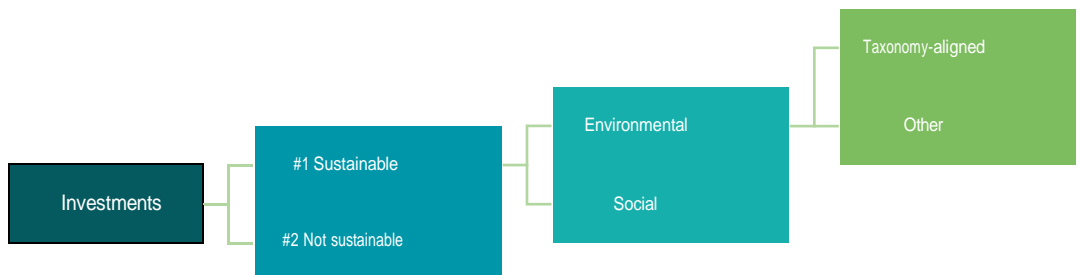 Investments
#1 Sustainable
#2 Not sustainable
Environmental
Social
Taxonomy-aligned
Other